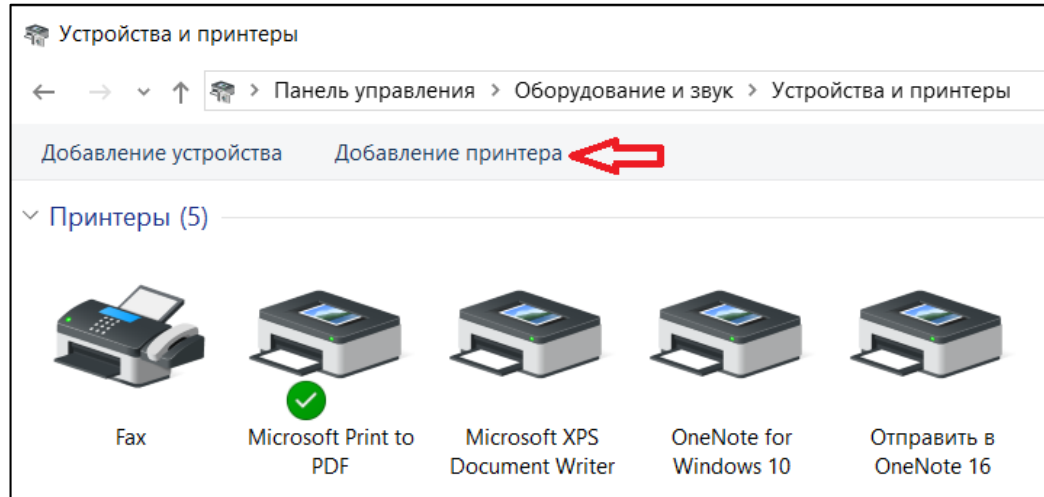 Устройства и принтеры
Панель управления > Оборудование и звук > Устройства и принтеры
Добавление устройства Добавление принтера
Принтеры (5)
Fax
Microsoft Print to
PDF
Microsoft XPS
Document Writer
OneNote for
Windows 10
Отправить в
OneNote 16